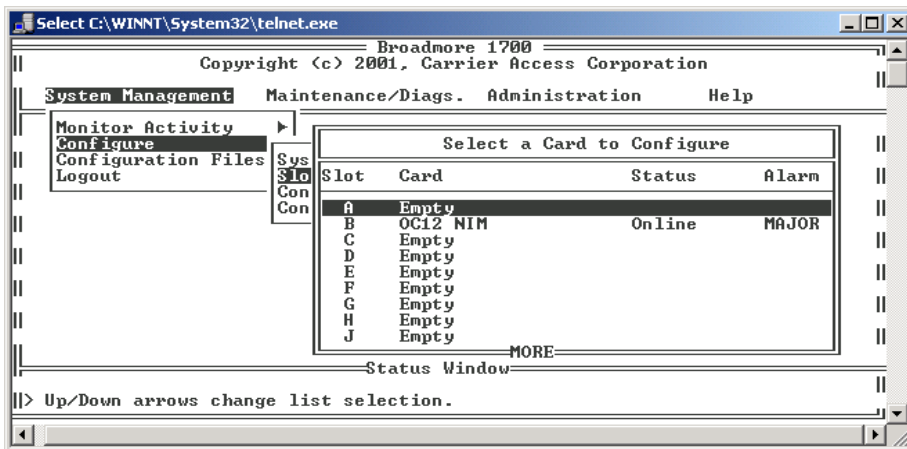 Select C:\WINNT\System32\telnet.exe
Broadmore 1700
Copyright (c) 2001, Carrier Access Corporation
System Management Maintenance/Diags. Administration Help
Monitor Activity
Configure
Configuration Files
Logout
Sys
Slo
Con
Con
Select a Card to Configure
Slot Card Status Alarm
A Empty
B OC12 NIM Online MAJOR
C Empty
D Empty
E Empty
F Empty
G Empty
H Empty
J Empty
MORE
Status Window
> Up/Down arrows change list selection.